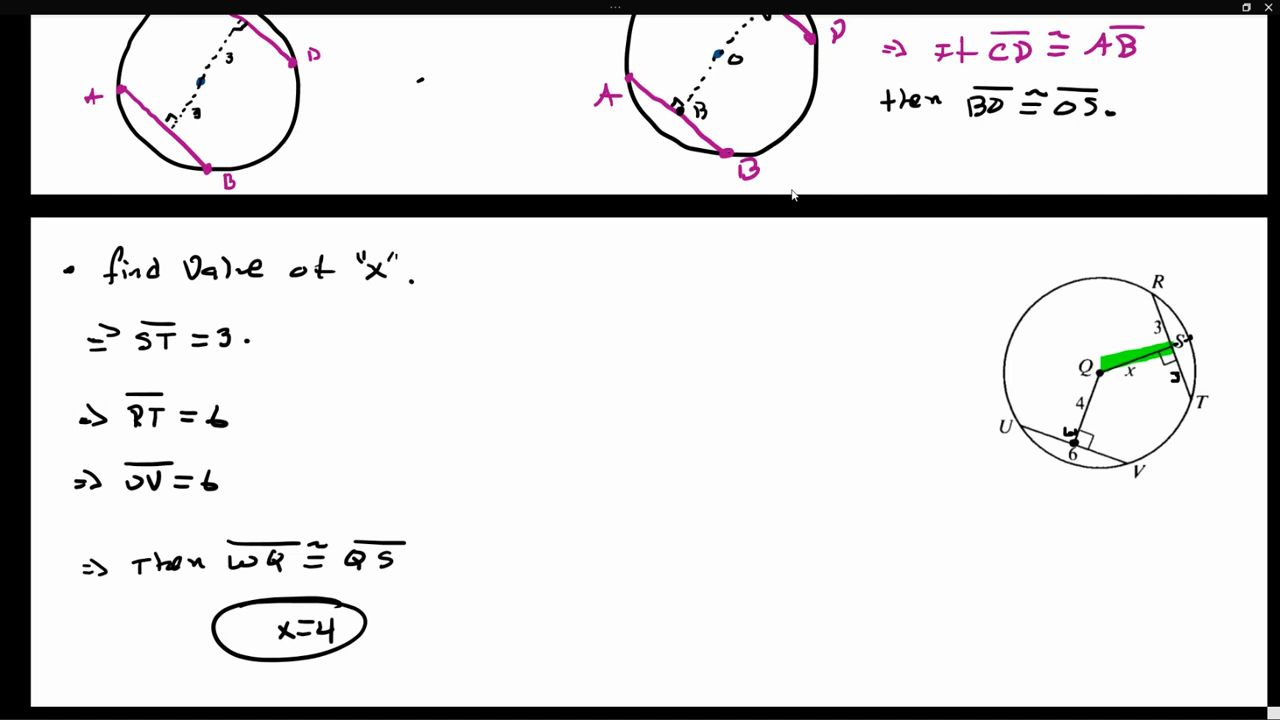 3
D
A
3
B
D
O
A
B
B
=> If CD ≅ AB
then BO ≅ OS.
• find value of "x".
=> ST = 3.
=> RT = 6
=> UV = 6
=> Then WQ ≅ QS
x=4
R
3
S
Q
x
3
T
4
U
W
6
V